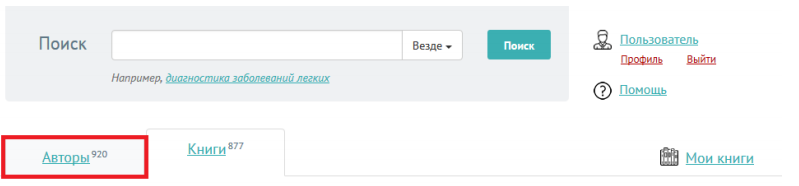 Поиск Везде Поиск
Например, диагностика заболеваний легких
Пользователь
Профиль Выйти
? Помощь
Авторы 920 Книги 877 Мои книги